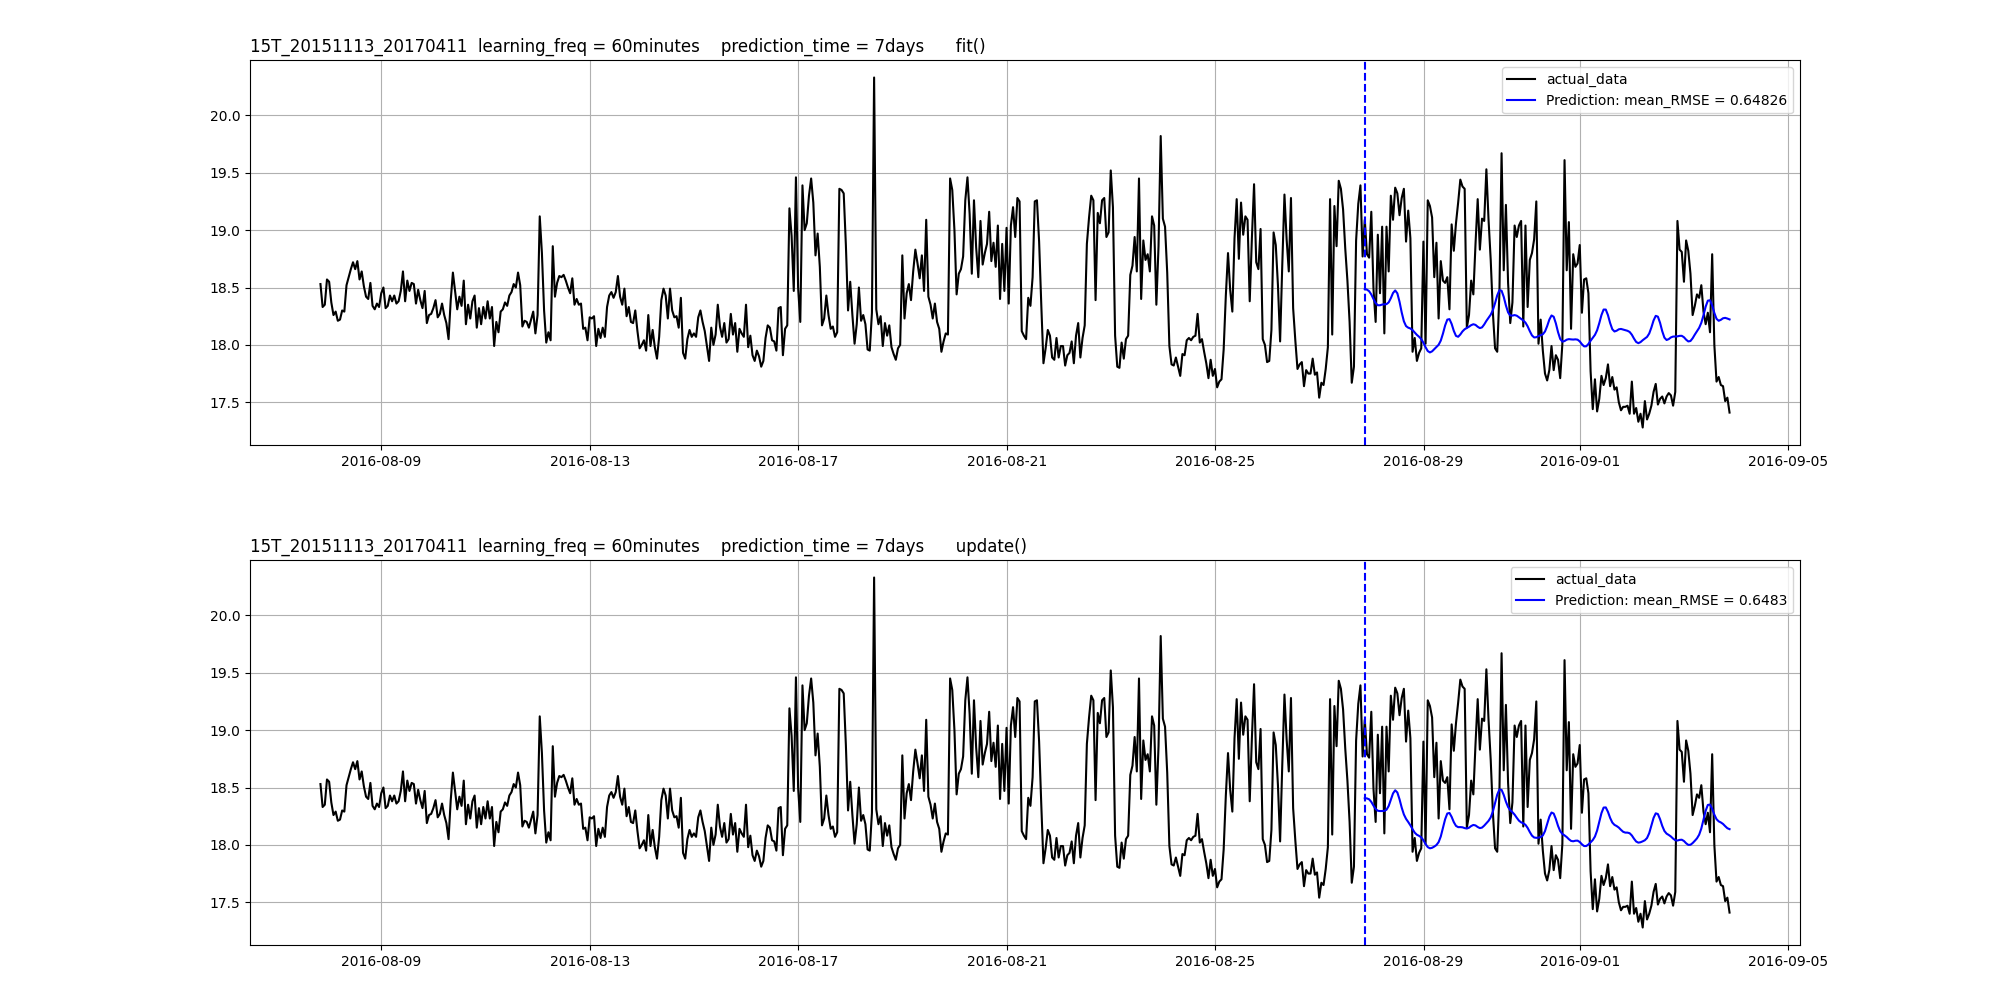 15T_20151113_20170411  learning_freq = 60minutes    prediction_time = 7days      fit()
actual_data
Prediction: mean_RMSE = 0.64826
20.0
19.5
19.0
18.5
18.0
17.5
2016-08-09 2016-08-13 2016-08-17 2016-08-21 2016-08-25 2016-08-29 2016-09-01 2016-09-05
15T_20151113_20170411  learning_freq = 60minutes    prediction_time = 7days      update()
actual_data
Prediction: mean_RMSE = 0.6483
20.0
19.5
19.0
18.5
18.0
17.5
2016-08-09 2016-08-13 2016-08-17 2016-08-21 2016-08-25 2016-08-29 2016-09-01 2016-09-05